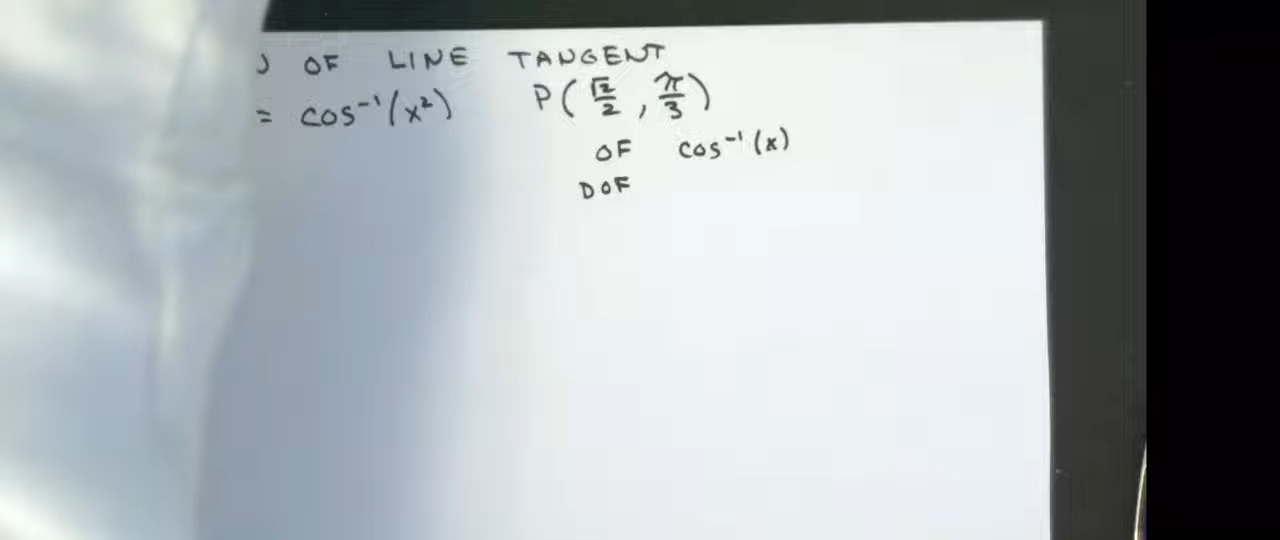 OF LINE TANGENT
= cos⁻¹(x²) P(√2/2, π/3)
OF cos⁻¹(x)
DOF